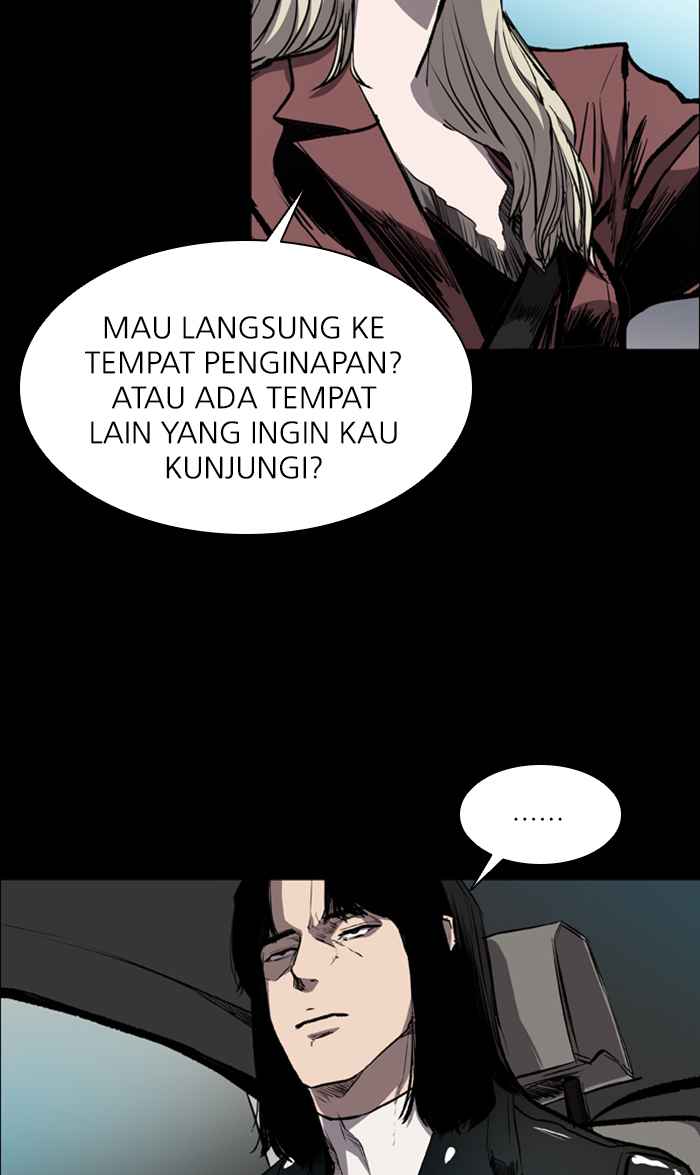 MAU LANGSUNG KE
TEMPAT PENGINAPAN?
ATAU ADA TEMPAT
LAIN YANG INGIN KAU
KUNJUNGI?
......